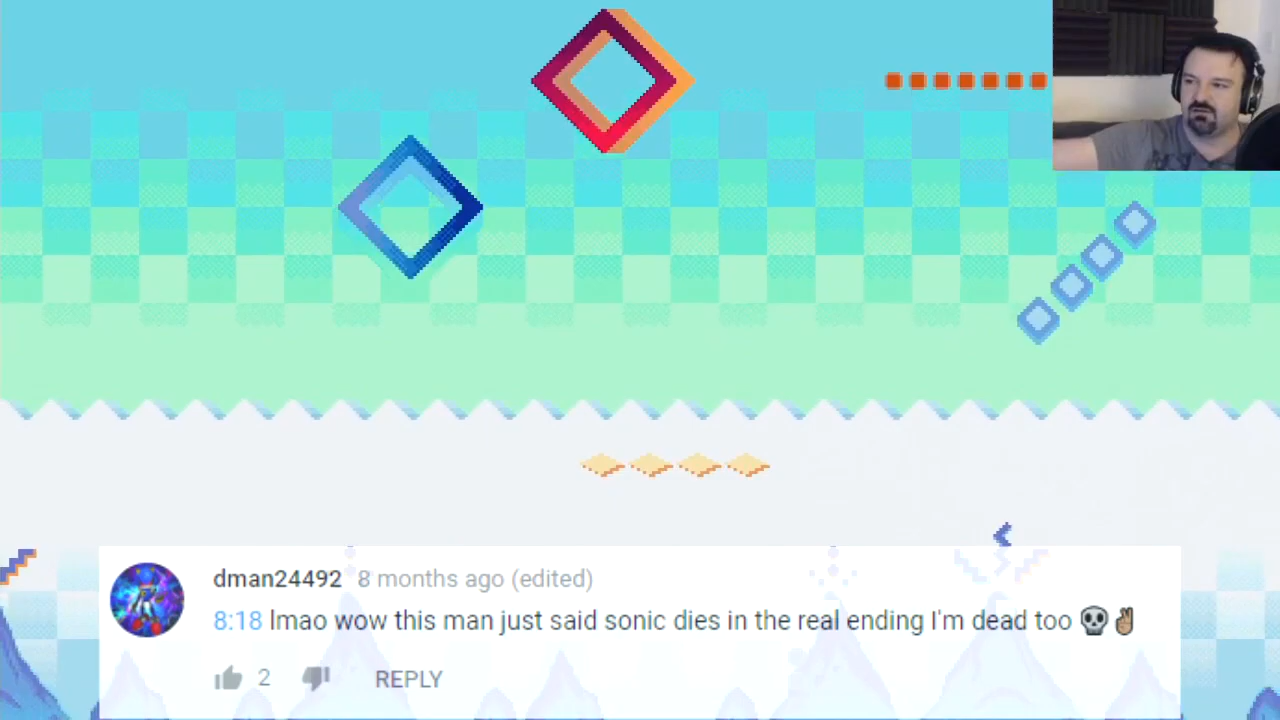 dman24492 8 months ago (edited)
8:18 lmao wow this man just said sonic dies in the real ending I'm dead too 💀✌🏽
2 REPLY